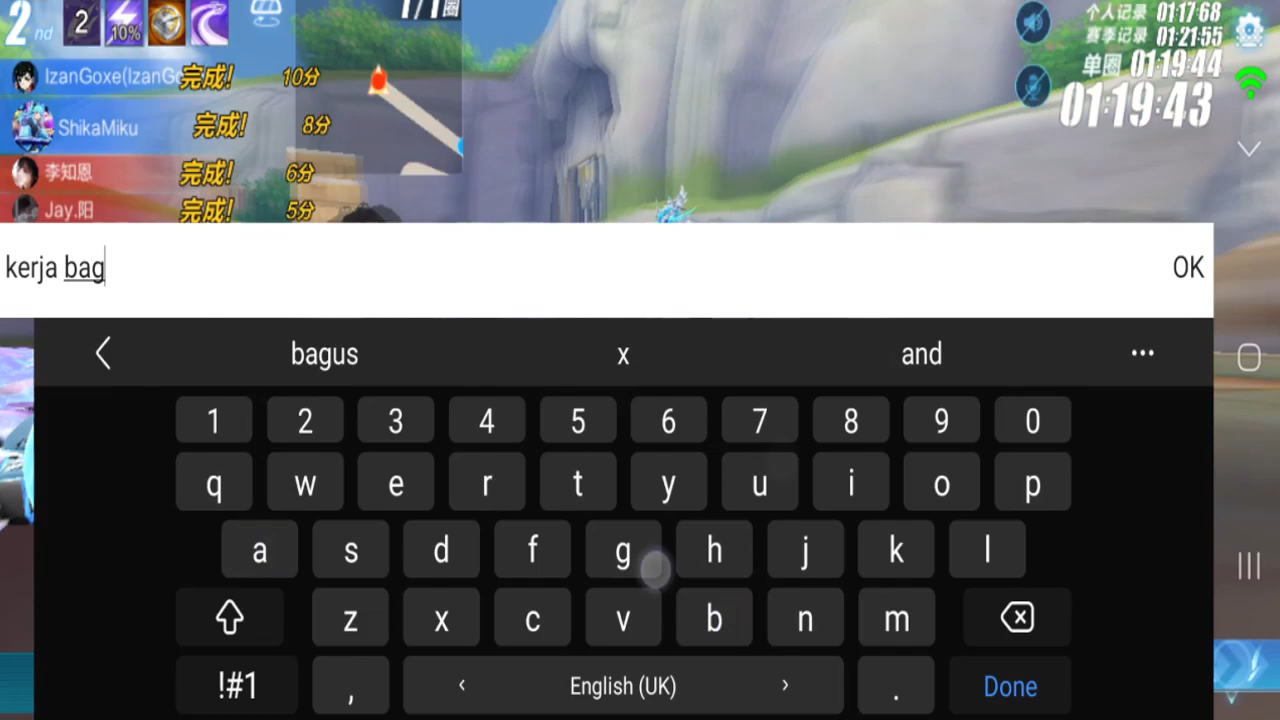 2 nd 2 10% 1/1圈
个人记录 01:17:68
赛季记录 01:21:55
单圈 01:19:44
01:19:43
IzanGoxe(IzanGo 完成! 10分
ShikaMiku 完成! 8分
李知恩 完成! 6分
Jay.阳 完成! 5分
kerja bag OK
bagus x and
1 2 3 4 5 6 7 8 9 0
q w e r t y u i o p
a s d f g h j k l
z x c v b n m
!#1 , English (UK) . Done